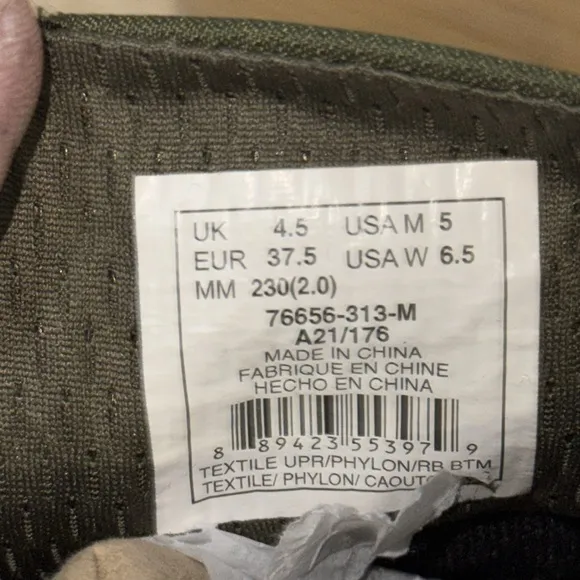 UK 4.5 USA M 5
EUR 37.5 USA W 6.5
MM 230(2.0)
76656-313-M
A21/176
MADE IN CHINA
FABRIQUE EN CHINE
HECHO EN CHINA
8 89423 55397 9
TEXTILE UPR/PHYLON/RB BTM
TEXTILE/ PHYLON/